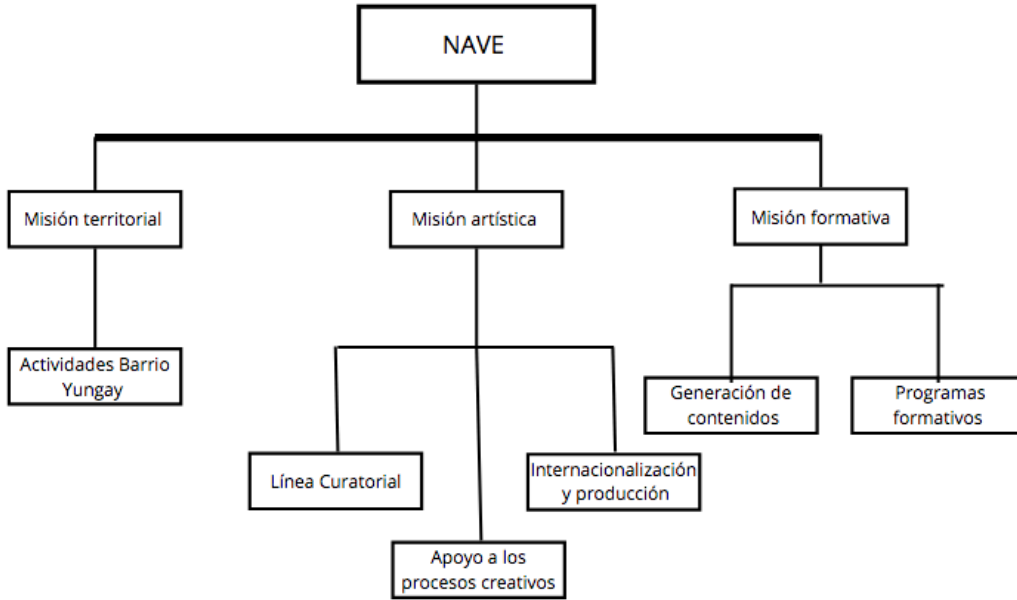 NAVE
Misión territorial
Misión artística
Misión formativa
Actividades Barrio
Yungay
Generación de
contenidos
Programas
formativos
Línea Curatorial
Internacionalización
y producción
Apoyo a los
procesos creativos